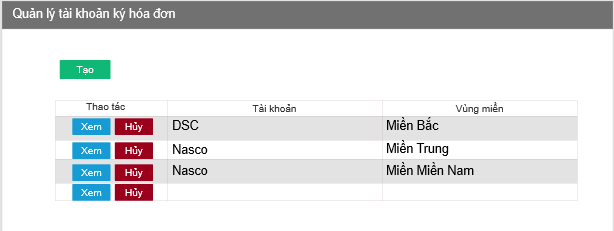 Quản lý tài khoản ký hóa đơn
Tạo
Thao tác Tài khoản Vùng miền
Xem Hủy DSC Miền Bắc
Xem Hủy Nasco Miền Trung
Xem Hủy Nasco Miền Miền Nam
Xem Hủy